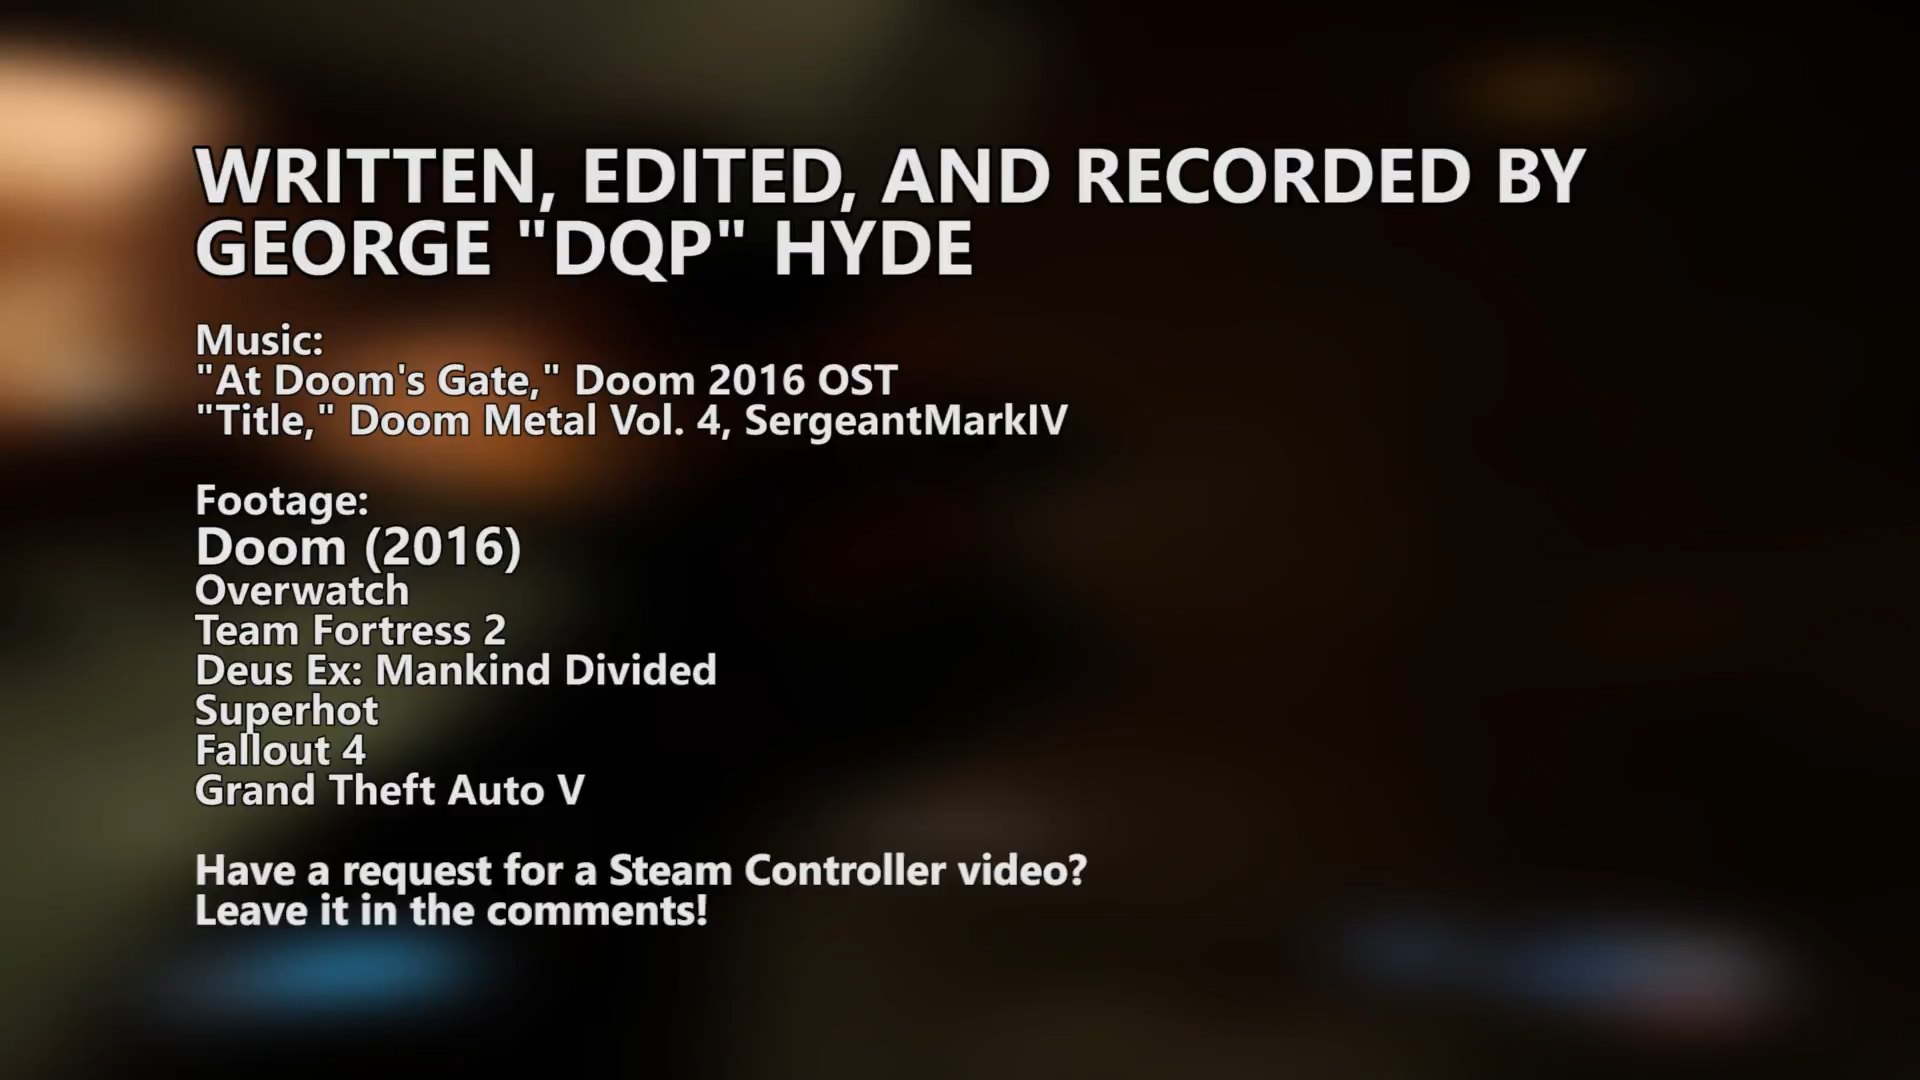 WRITTEN, EDITED, AND RECORDED BY
GEORGE "DQP" HYDE
Music:
"At Doom's Gate," Doom 2016 OST
"Title," Doom Metal Vol. 4, SergeantMarkIV
Footage:
Doom (2016)
Overwatch
Team Fortress 2
Deus Ex: Mankind Divided
Superhot
Fallout 4
Grand Theft Auto V
Have a request for a Steam Controller video?
Leave it in the comments!